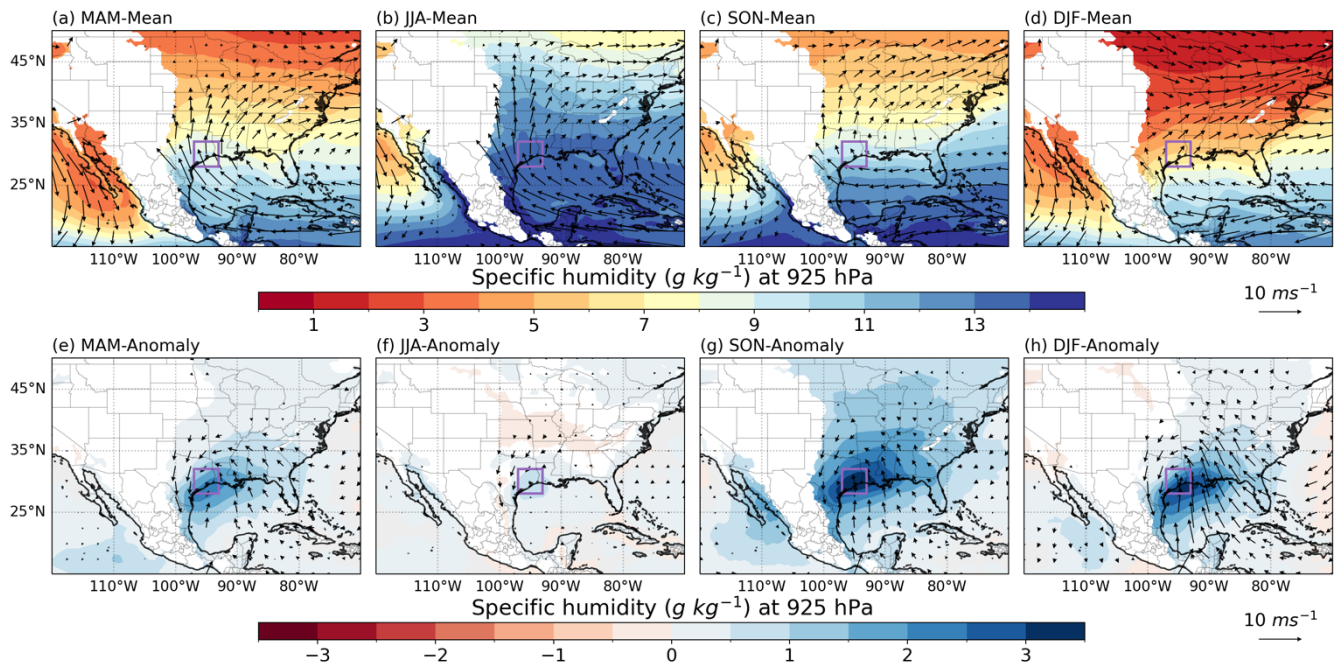 (a) MAM-Mean
(b) JJA-Mean
(c) SON-Mean
(d) DJF-Mean
45°N
35°N
25°N
110°W 100°W 90°W 80°W
110°W 100°W 90°W 80°W
110°W 100°W 90°W 80°W
110°W 100°W 90°W 80°W
Specific humidity (g kg⁻¹) at 925 hPa
1 3 5 7 9 11 13
10 ms⁻¹
(e) MAM-Anomaly
(f) JJA-Anomaly
(g) SON-Anomaly
(h) DJF-Anomaly
45°N
35°N
25°N
110°W 100°W 90°W 80°W
110°W 100°W 90°W 80°W
110°W 100°W 90°W 80°W
110°W 100°W 90°W 80°W
Specific humidity (g kg⁻¹) at 925 hPa
−3 −2 −1 0 1 2 3
10 ms⁻¹